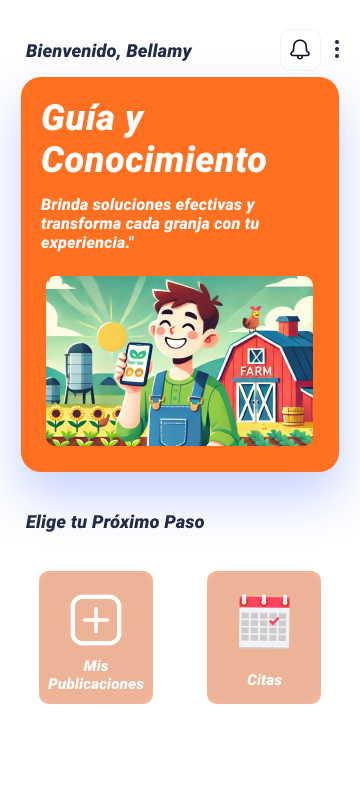 Bienvenido, Bellamy
Guía y
Conocimiento
Brinda soluciones efectivas y
transforma cada granja con tu
experiencia."
FARM
Elige tu Próximo Paso
Mis
Publicaciones
Citas